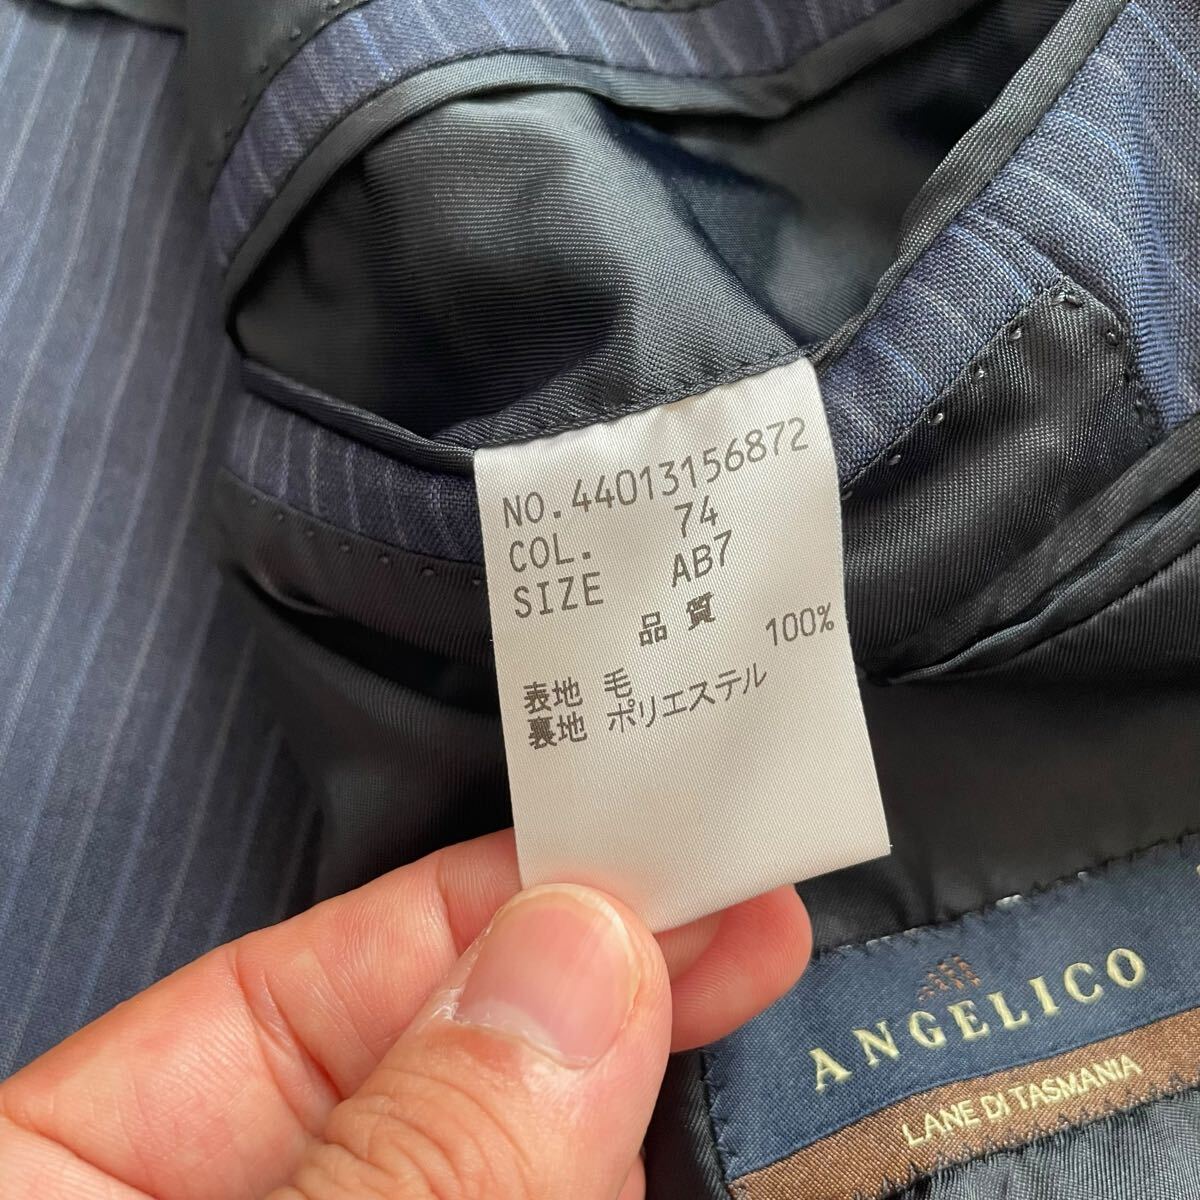 NO.44013156872
COL. 74
SIZE AB7
品質
表地 毛 100%
裏地 ポリエステル
ANGELICO
LANE DI TASMANIA